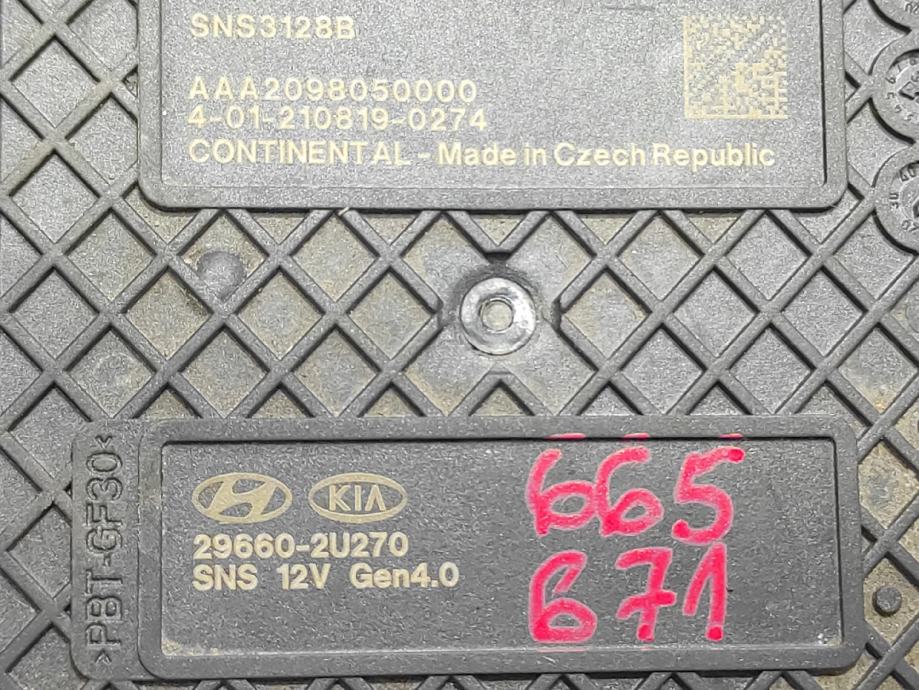 SNS3128B
AAA2098050000
4-01-210819-0274
CONTINENTAL - Made in Czech Republic
>PBT-GF30<
KIA
29660-2U270
SNS 12V Gen4.0
665
671